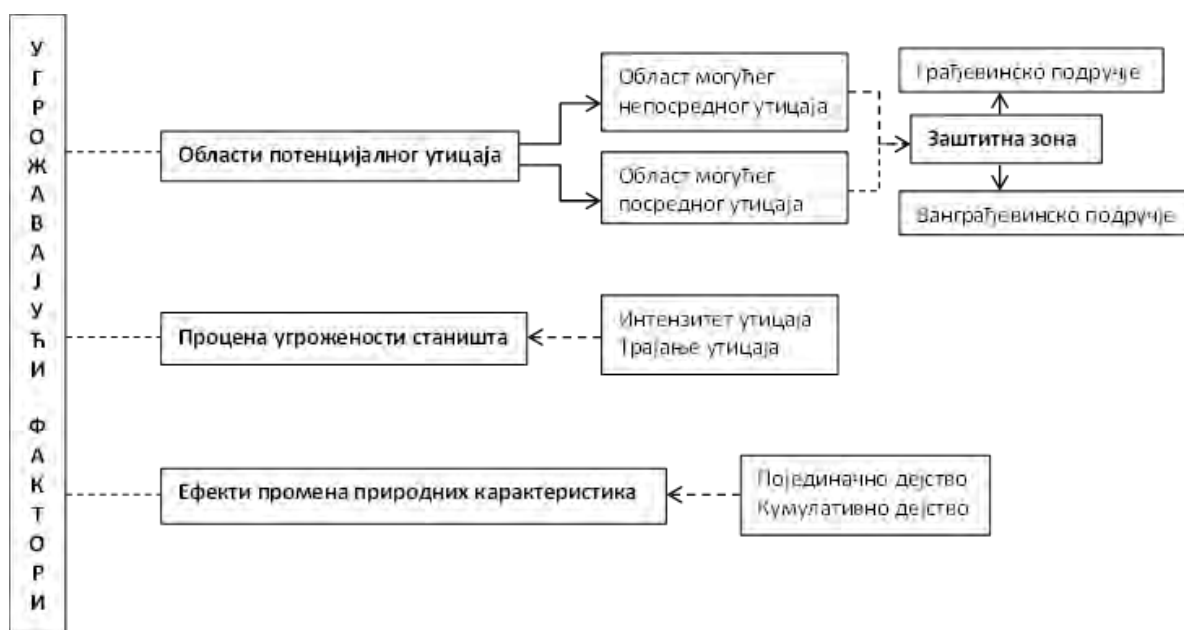 УГРОЖАВАЈУЋИ ФАКТОРИ
Области потенцијалног утицаја
Област могућег
непосредног утицаја
Област могућег
посредног утицаја
Грађевинско подручје
Заштитна зона
Ванграђевинско подручје
Процена угрожености станишта
Интензитет утицаја
Трајање утицаја
Ефекти промена природних карактеристика
Појединачно дејство
Кумулативно дејство